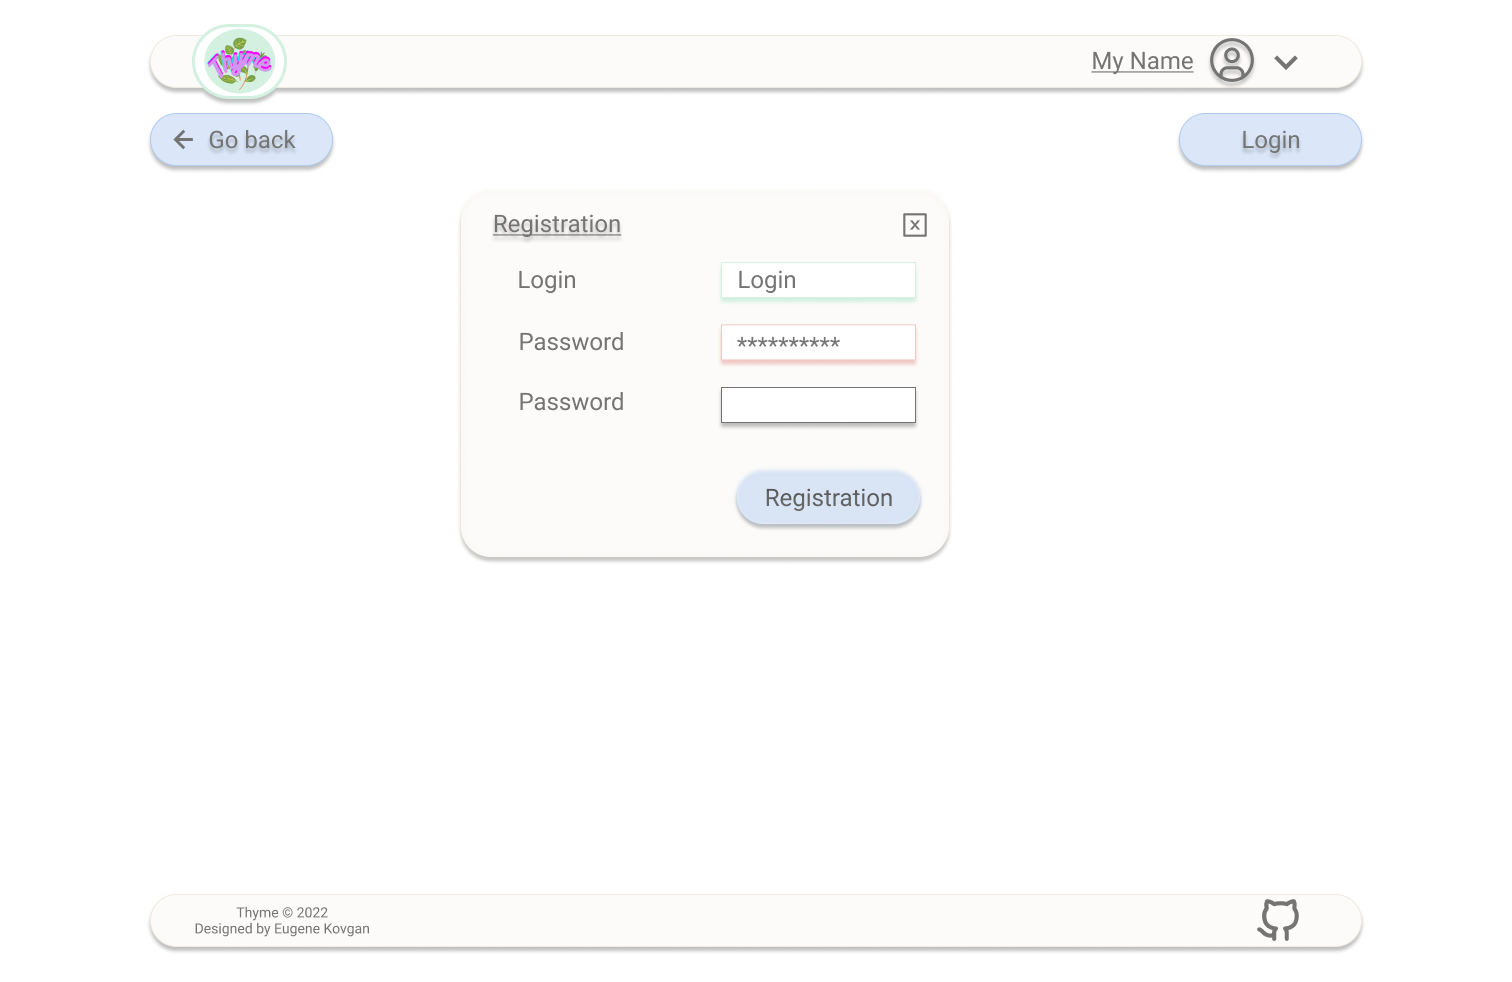 Thyme
My Name
Go back
Login
Registration
x
Login
Login
Password
**********
Password
Registration
Thyme © 2022
Designed by Eugene Kovgan